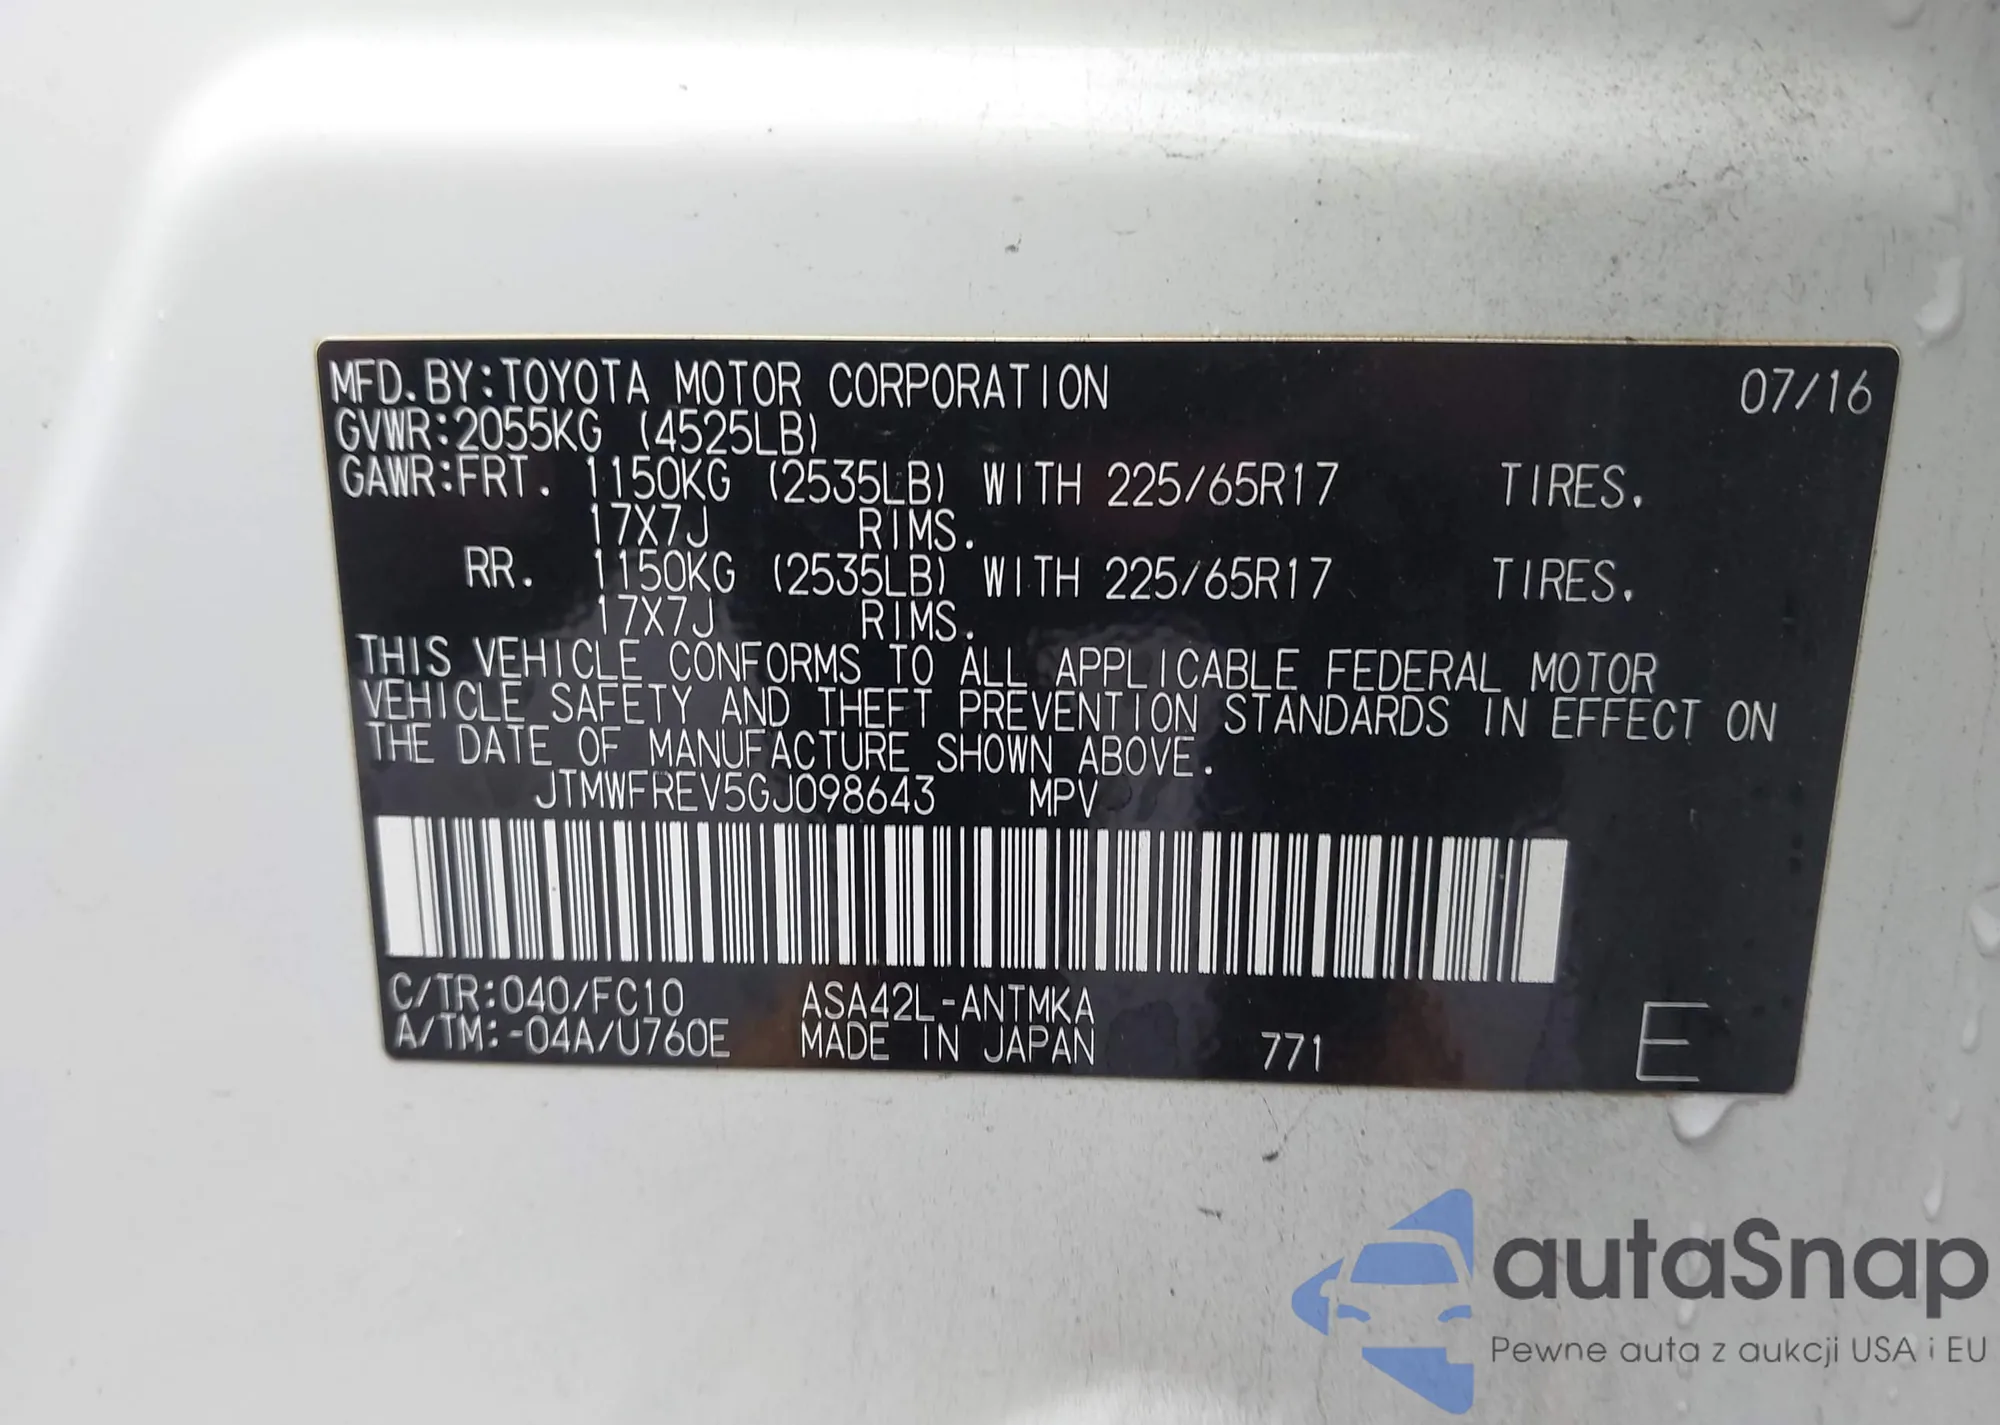 MFD.BY:TOYOTA MOTOR CORPORATION 07/16
GVWR:2055KG (4525LB)
GAWR:FRT. 1150KG (2535LB) WITH 225/65R17 TIRES.
17X7J RIMS.
RR. 1150KG (2535LB) WITH 225/65R17 TIRES.
17X7J RIMS.
THIS VEHICLE CONFORMS TO ALL APPLICABLE FEDERAL MOTOR
VEHICLE SAFETY AND THEFT PREVENTION STANDARDS IN EFFECT ON
THE DATE OF MANUFACTURE SHOWN ABOVE.
JTMWFREV5GJ098643 MPV
C/TR:040/FC10 ASA42L-ANTMKA
A/TM:-04A/U760E MADE IN JAPAN 771 E
autaSnap
Pewne auta z aukcji USA i EU